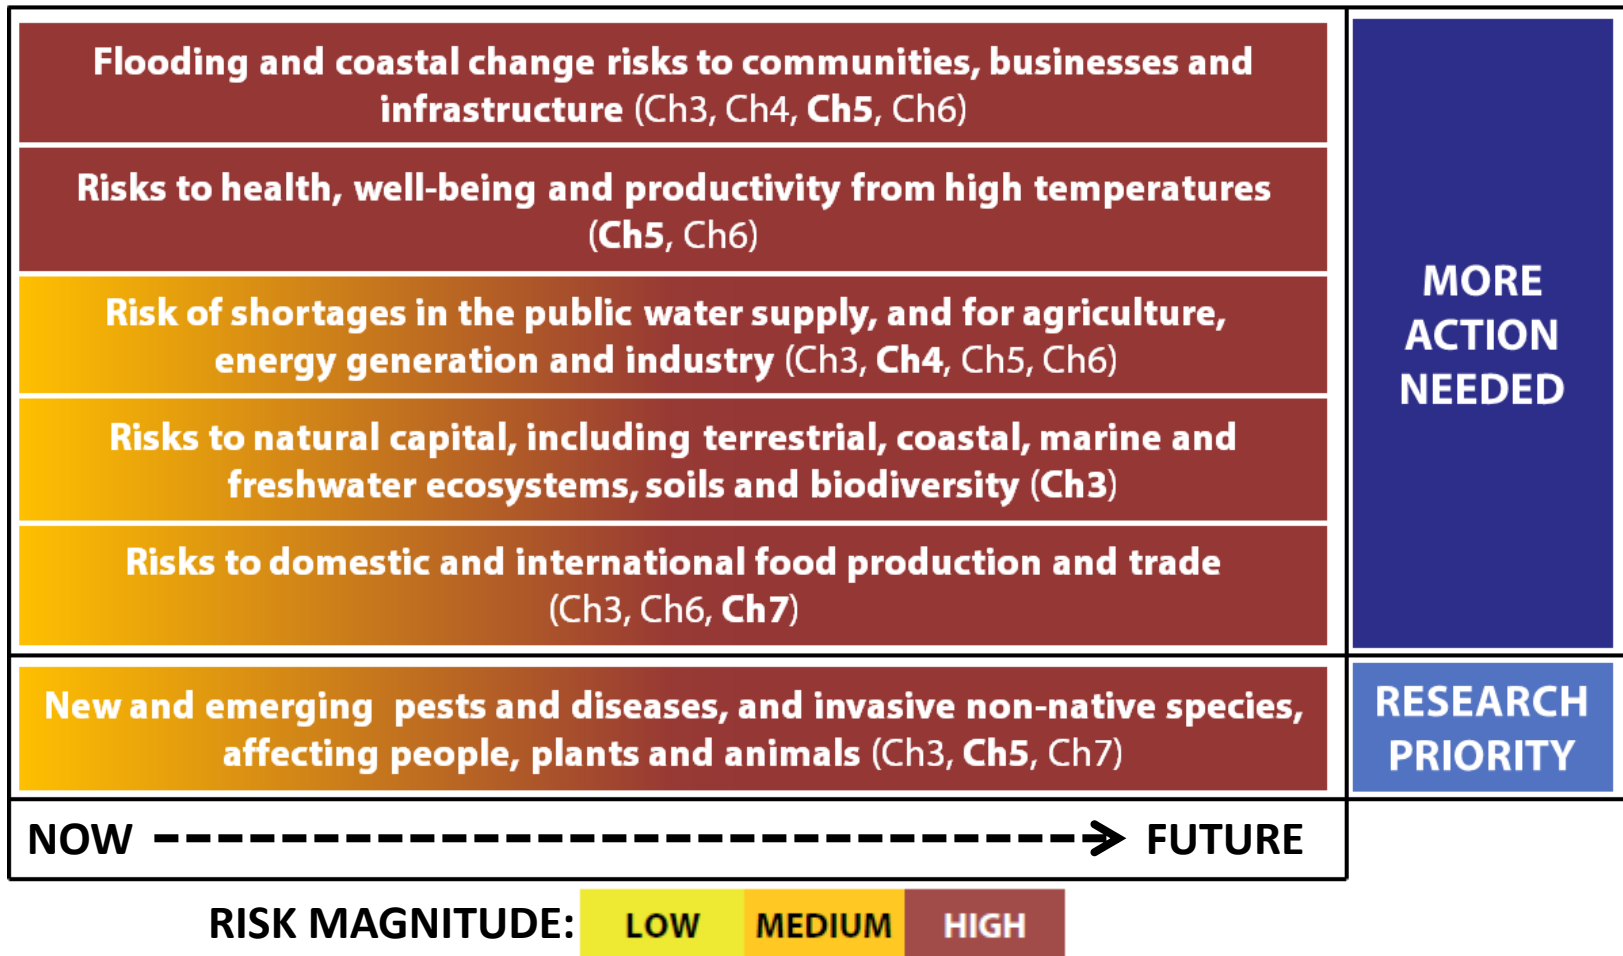 Flooding and coastal change risks to communities, businesses and
infrastructure (Ch3, Ch4, Ch5, Ch6)
Risks to health, well-being and productivity from high temperatures
(Ch5, Ch6)
Risk of shortages in the public water supply, and for agriculture,
energy generation and industry (Ch3, Ch4, Ch5, Ch6)
Risks to natural capital, including terrestrial, coastal, marine and
freshwater ecosystems, soils and biodiversity (Ch3)
Risks to domestic and international food production and trade
(Ch3, Ch6, Ch7)
MORE
ACTION
NEEDED
New and emerging pests and diseases, and invasive non-native species,
affecting people, plants and animals (Ch3, Ch5, Ch7)
RESEARCH
PRIORITY
NOW FUTURE
RISK MAGNITUDE: LOW MEDIUM HIGH